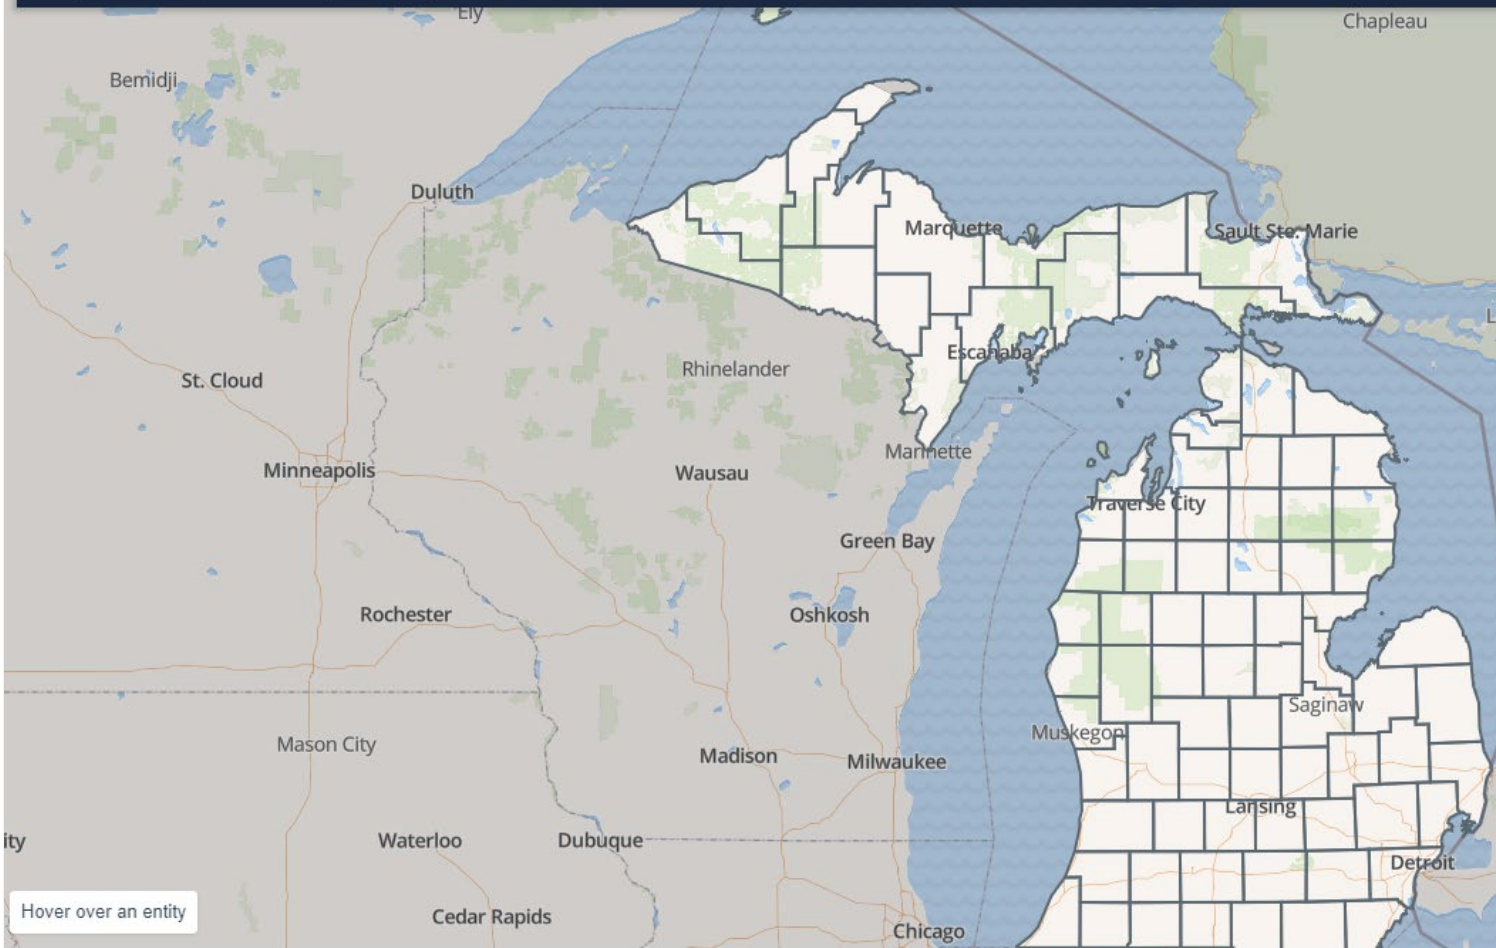 Ely
Chapleau
Bemidji
Duluth
Marquette
Sault Ste. Marie
Escanaba
Rhinelander
St. Cloud
Marinette
Minneapolis
Wausau
Traverse City
Green Bay
Rochester
Oshkosh
Saginaw
Muskegon
Mason City
Madison
Milwaukee
Lansing
ity
Waterloo
Dubuque
Detroit
Hover over an entity
Cedar Rapids
Chicago
L